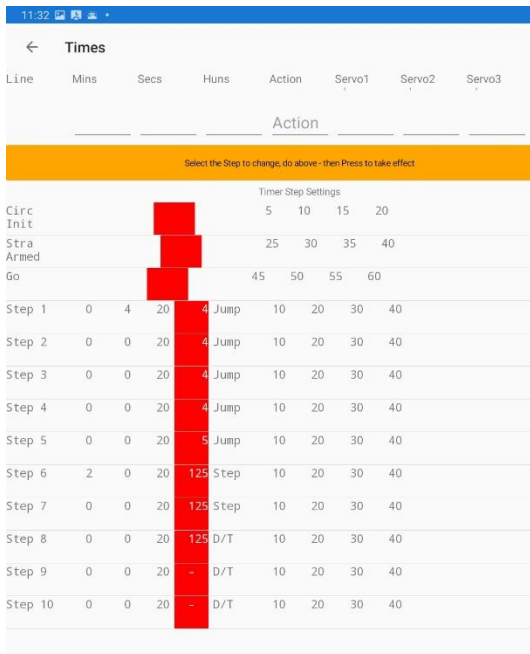 11:32
Times
Line Mins Secs Huns Action Servo1 Servo2 Servo3
Action
Select the Step to change, do above - then Press to take effect
Timer Step Settings
Circ Init 5 10 15 20
Stra Armed 25 30 35 40
Go 45 50 55 60
Step 1 0 4 20 4 Jump 10 20 30 40
Step 2 0 0 20 4 Jump 10 20 30 40
Step 3 0 0 20 4 Jump 10 20 30 40
Step 4 0 0 20 4 Jump 10 20 30 40
Step 5 0 0 20 5 Jump 10 20 30 40
Step 6 2 0 20 125 Step 10 20 30 40
Step 7 0 0 20 125 Step 10 20 30 40
Step 8 0 0 20 125 D/T 10 20 30 40
Step 9 0 0 20 - D/T 10 20 30 40
Step 10 0 0 20 - D/T 10 20 30 40